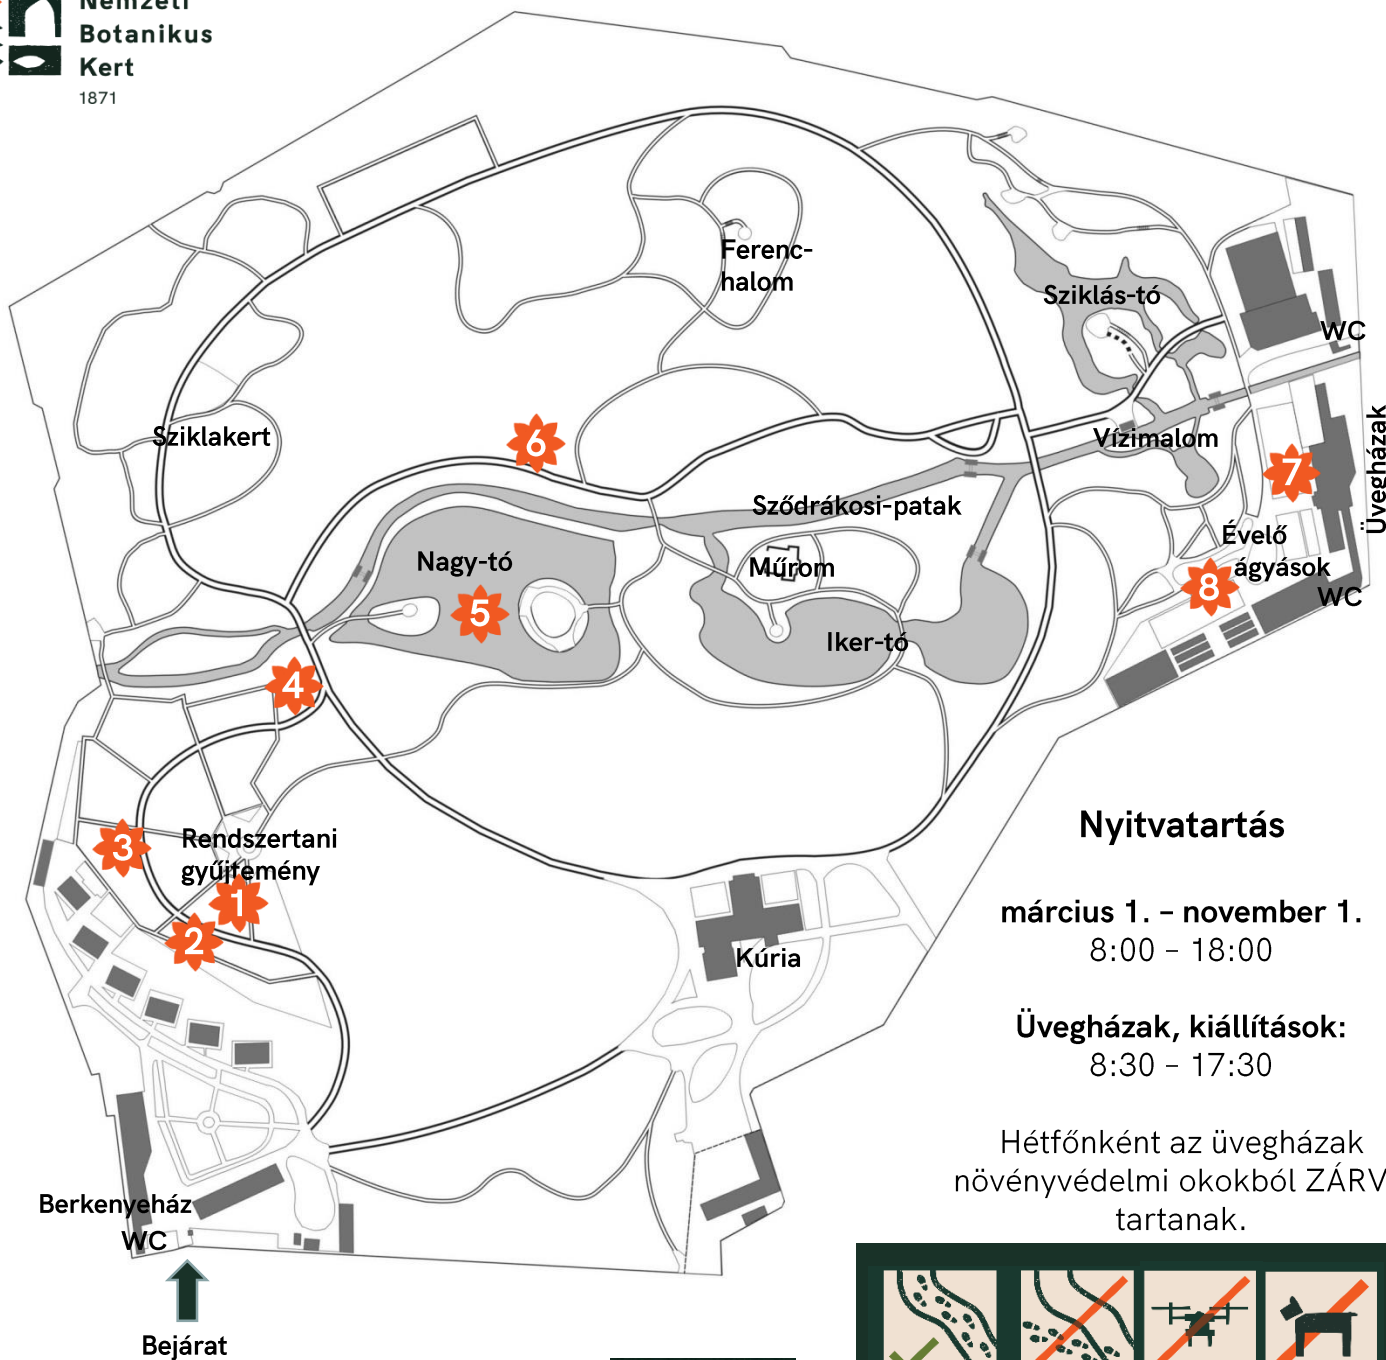 Nemzeti
Botanikus
Kert
1871
Ferenc-
halom
Sziklás-tó
WC
Sziklakert
6
Vízimalom
Üvegházak
7
Sződrákosi-patak
Évelő
ágyások
Nagy-tó
Műrom
8
WC
5
Iker-tó
4
3
Rendszertani
gyűjtemény
1
2
Kúria
Nyitvatartás
március 1. – november 1.
8:00 – 18:00
Üvegházak, kiállítások:
8:30 – 17:30
Hétfőnként az üvegházak
növényvédelmi okokból ZÁRV
tartanak.
Berkenyeház
WC
Bejárat